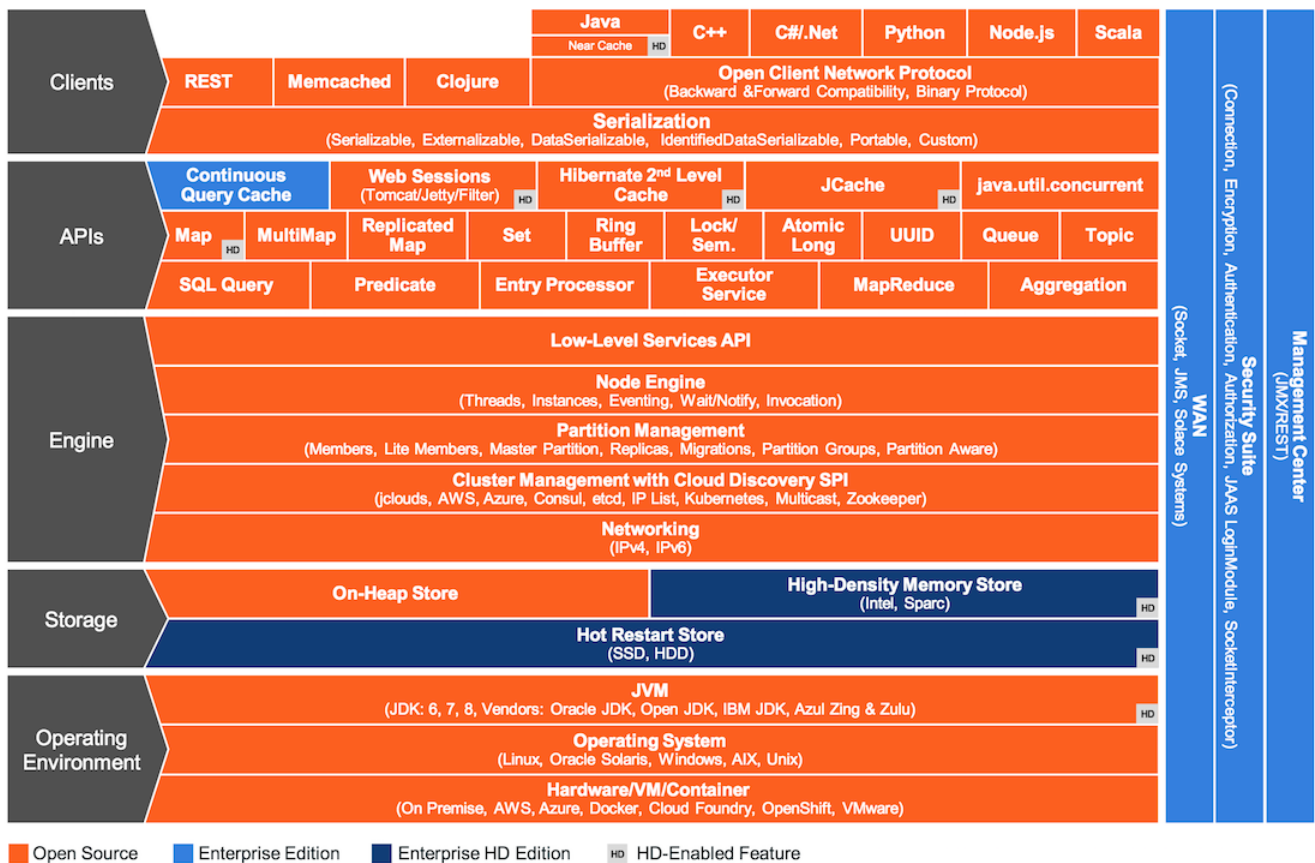 Clients
Java
Near Cache
HD
C++
C#/.Net
Python
Node.js
Scala
REST
Memcached
Clojure
Open Client Network Protocol
(Backward &Forward Compatibility, Binary Protocol)
Serialization
(Serializable, Externalizable, DataSerializable, IdentifiedDataSerializable, Portable, Custom)
APIs
Continuous
Query Cache
Web Sessions
(Tomcat/Jetty/Filter)
HD
Hibernate 2nd Level
Cache
HD
JCache
HD
java.util.concurrent
Map
HD
MultiMap
Replicated
Map
Set
Ring
Buffer
Lock/
Sem.
Atomic
Long
UUID
Queue
Topic
SQL Query
Predicate
Entry Processor
Executor
Service
MapReduce
Aggregation
Engine
Low-Level Services API
Node Engine
(Threads, Instances, Eventing, Wait/Notify, Invocation)
Partition Management
(Members, Lite Members, Master Partition, Replicas, Migrations, Partition Groups, Partition Aware)
Cluster Management with Cloud Discovery SPI
(jclouds, AWS, Azure, Consul, etcd, IP List, Kubernetes, Multicast, Zookeeper)
Networking
(IPv4, IPv6)
Storage
On-Heap Store
High-Density Memory Store
(Intel, Sparc)
HD
Hot Restart Store
(SSD, HDD)
HD
Operating
Environment
JVM
(JDK: 6, 7, 8, Vendors: Oracle JDK, Open JDK, IBM JDK, Azul Zing & Zulu)
HD
Operating System
(Linux, Oracle Solaris, Windows, AIX, Unix)
Hardware/VM/Container
(On Premise, AWS, Azure, Docker, Cloud Foundry, OpenShift, VMware)
WAN
(Socket, JMS, Solace Systems)
Security Suite
(Connection, Encryption, Authentication, Authorization, JAAS LoginModule, SocketInterceptor)
Management Center
(JMX/REST)
Open Source
Enterprise Edition
Enterprise HD Edition
HD HD-Enabled Feature